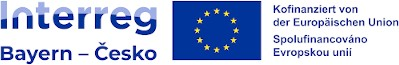 Interreg
Bayern – Česko
Kofinanziert von
der Europäischen Union
Spolufinancováno
Evropskou unií